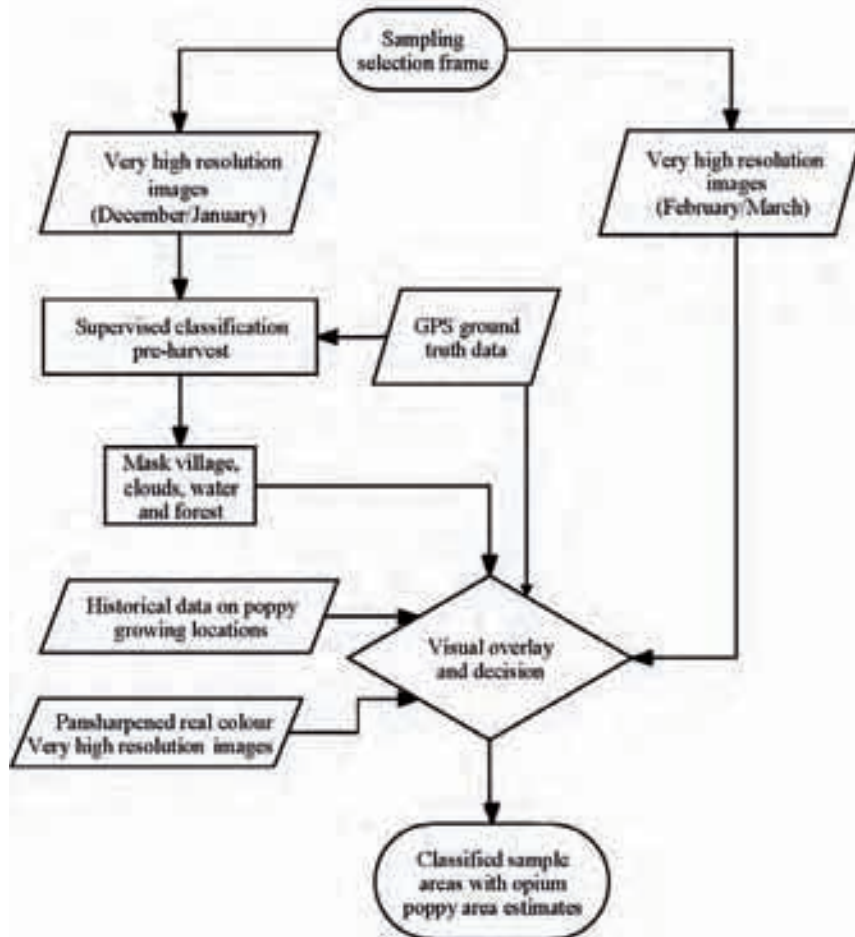 Sampling
selection frame
Very high resolution
images
(December/January)
Very high resolution
images
(February/March)
Supervised classification
pre-harvest
GPS ground
truth data
Mask village,
clouds, water
and forest
Historical data on poppy
growing locations
Visual overlay
and decision
Pansharpened real colour
Very high resolution images
Classified sample
areas with opium
poppy area estimates